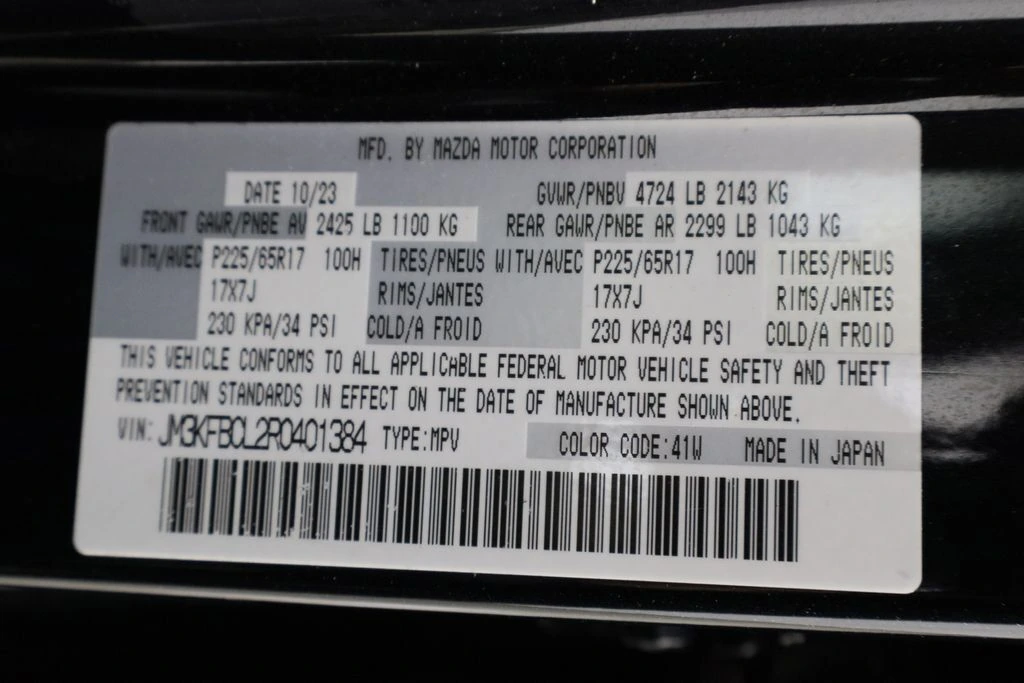 MFD. BY MAZDA MOTOR CORPORATION
DATE 10/23 GVWR/PNBV 4724 LB 2143 KG
FRONT GAWR/PNBE AV 2425 LB 1100 KG REAR GAWR/PNBE AR 2299 LB 1043 KG
WITH/AVEC P225/65R17 100H TIRES/PNEUS WITH/AVEC P225/65R17 100H TIRES/PNEUS
17X7J RIMS/JANTES 17X7J RIMS/JANTES
230 KPA/34 PSI COLD/A FROID 230 KPA/34 PSI COLD/A FROID
THIS VEHICLE CONFORMS TO ALL APPLICABLE FEDERAL MOTOR VEHICLE SAFETY AND THEFT
PREVENTION STANDARDS IN EFFECT ON THE DATE OF MANUFACTURE SHOWN ABOVE.
VIN: JM3KFBCL2R0401384 TYPE:MPV COLOR CODE:41W MADE IN JAPAN